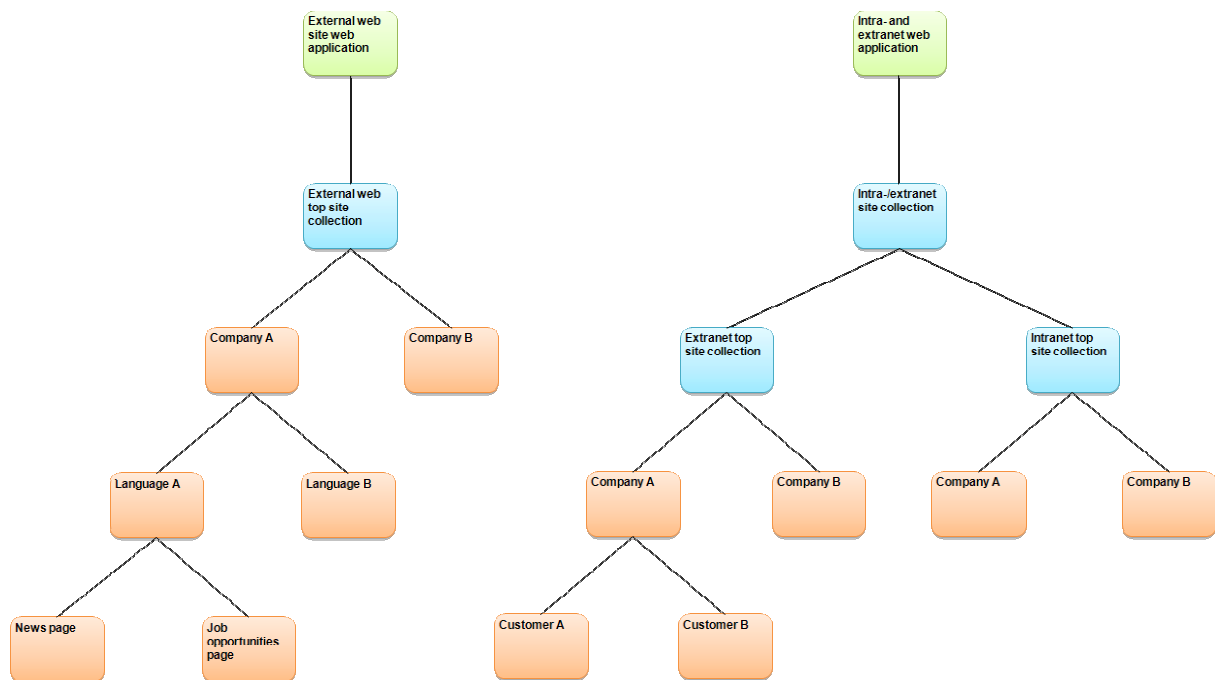 External web
site web
application
Intra- and
extranet web
application
External web
top site
collection
Intra-/extranet
site collection
Company A
Company B
Extranet top
site collection
Intranet top
site collection
Language A
Language B
Company A
Company B
Company A
Company B
News page
Job
opportunities
page
Customer A
Customer B